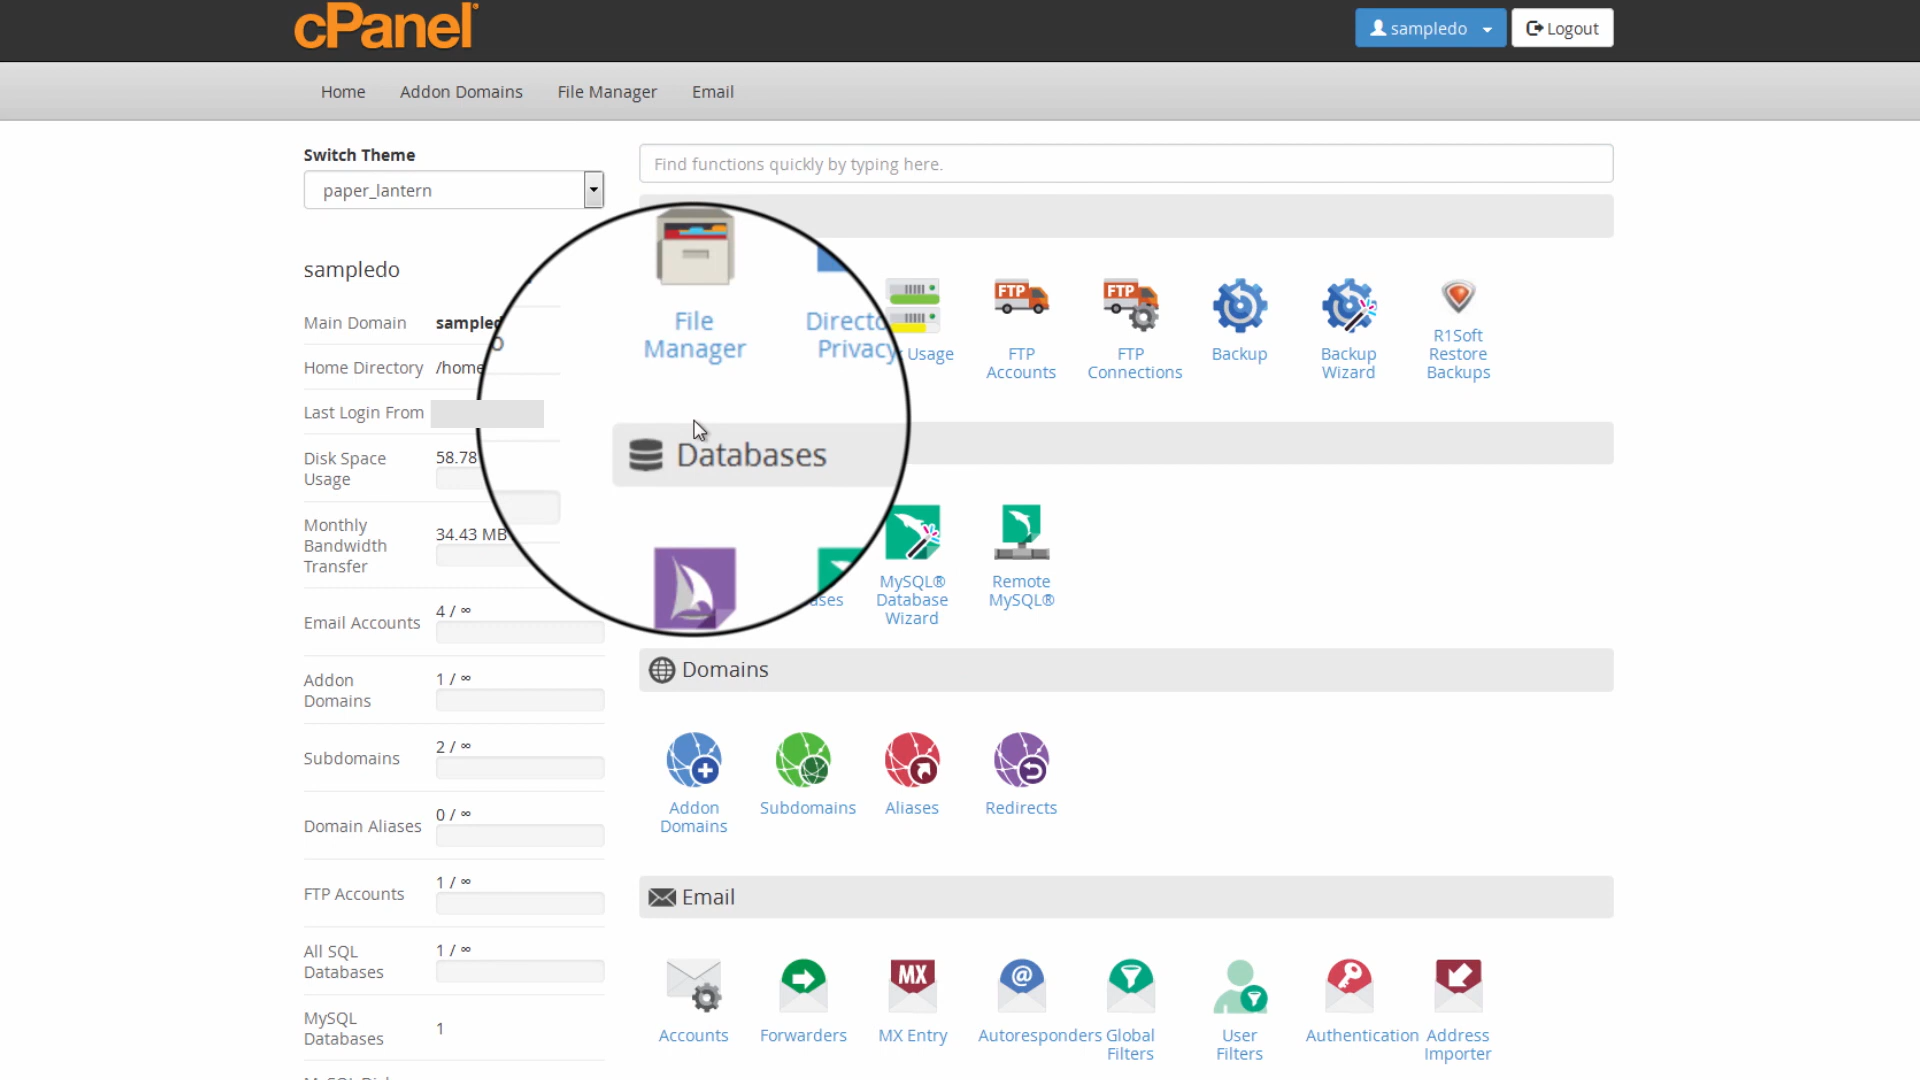 cPanel
sampledo
Logout
Home
Addon Domains
File Manager
Email
Switch Theme
paper_lantern
Find functions quickly by typing here.
sampledo
Main Domain
Home Directory /home
Last Login From
Disk Space
Usage
58.78
Monthly
Bandwidth
Transfer
34.43 MB
Email Accounts
4 / ∞
Addon
Domains
1 / ∞
Subdomains
2 / ∞
Domain Aliases
0 / ∞
FTP Accounts
1 / ∞
All SQL
Databases
1 / ∞
MySQL
Databases
1
File
Manager
Privacy
Usage
FTP
FTP
Accounts
FTP
FTP
Connections
Backup
Backup
Wizard
R1Soft
Restore
Backups
Databases
MySQL®
Database
Wizard
Remote
MySQL®
Domains
Addon
Domains
Subdomains
Aliases
Redirects
Email
Accounts
Forwarders
MX
MX Entry
@
Autoresponders
Global
Filters
User
Filters
Authentication
Address
Importer